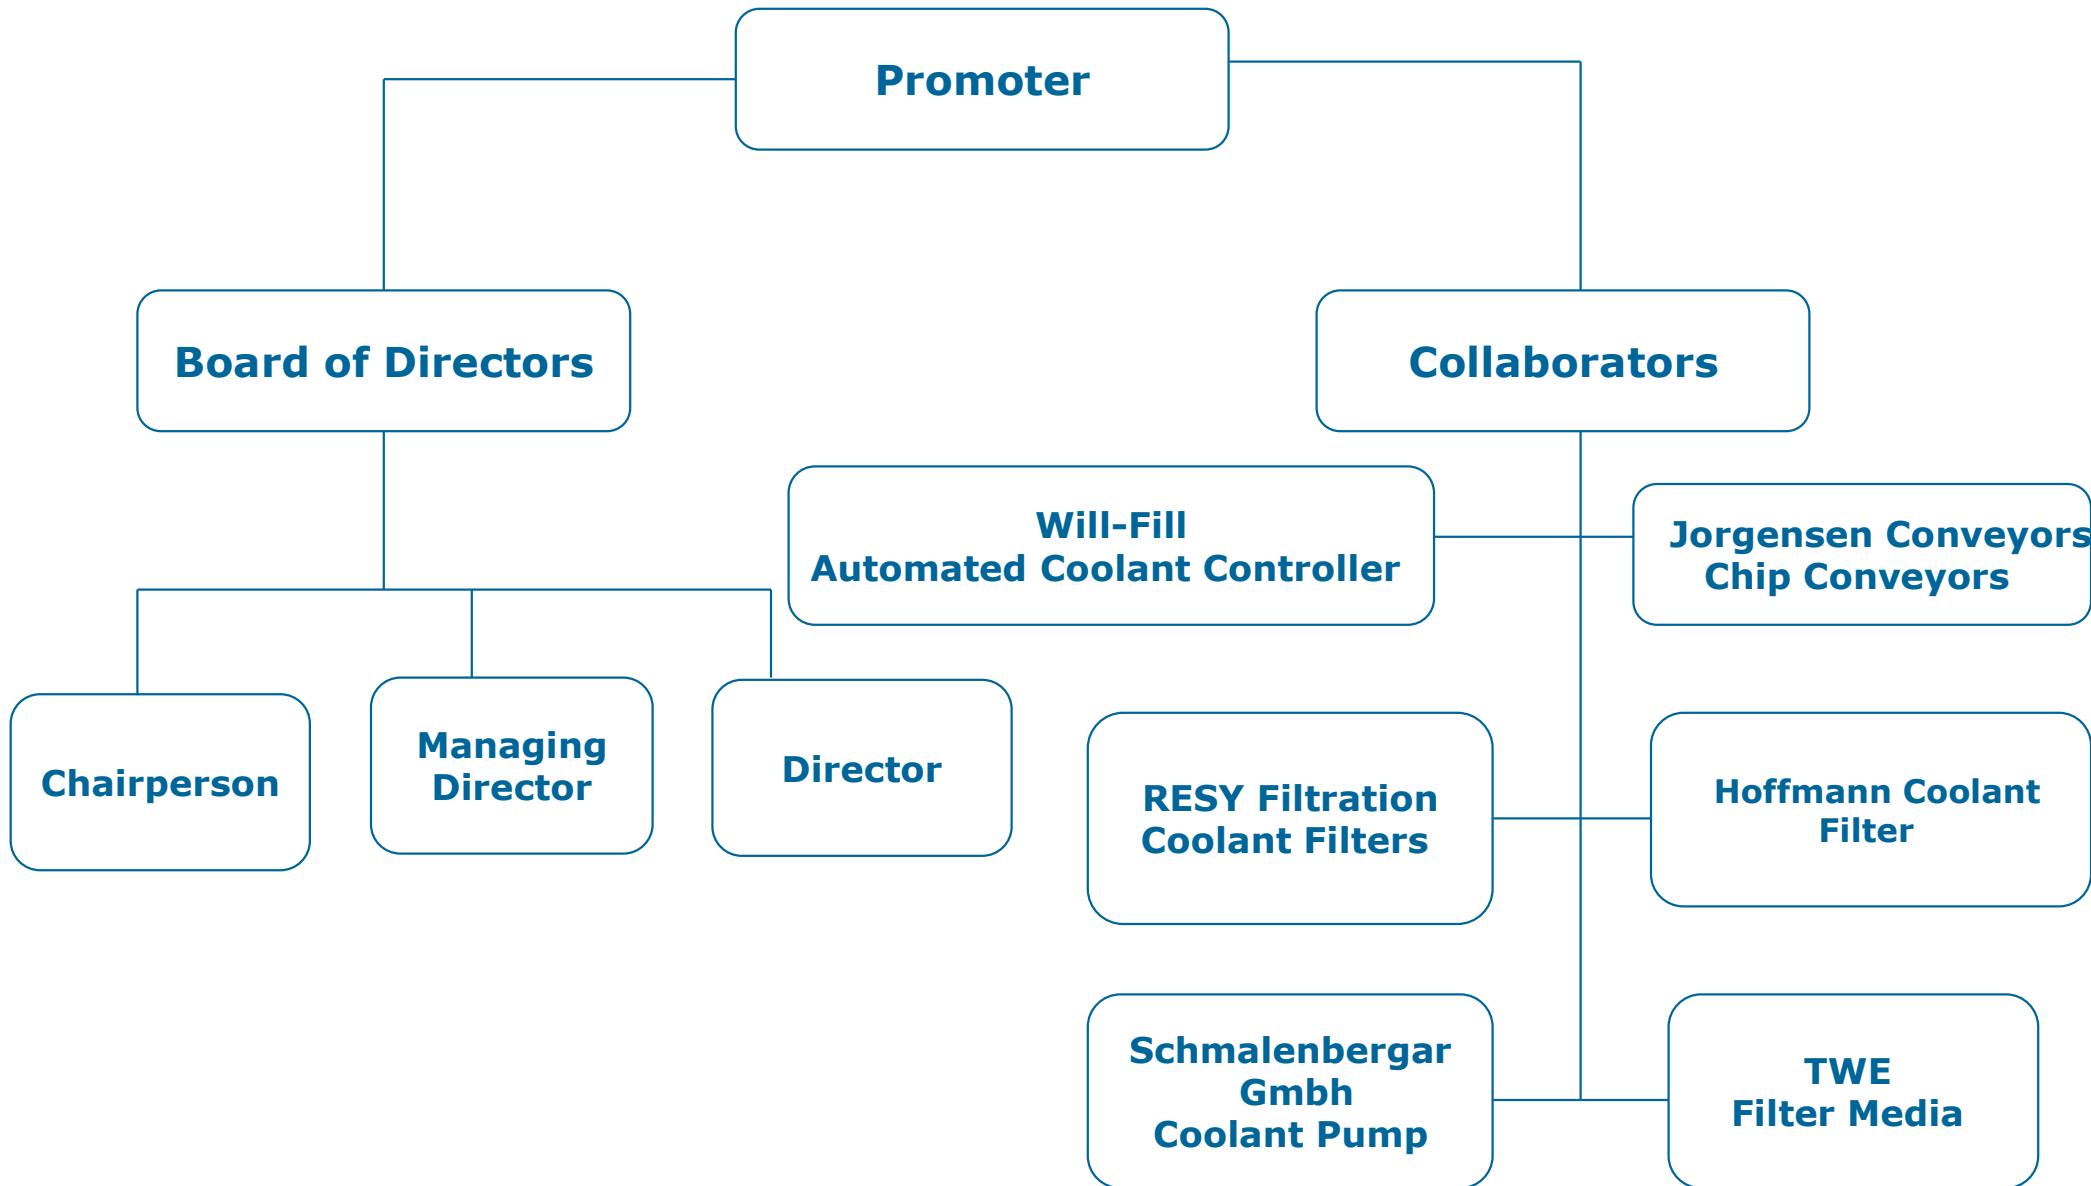 Promoter
Board of Directors
Collaborators
Will-Fill
Automated Coolant Controller
Jorgensen Conveyors
Chip Conveyors
Chairperson
Managing
Director
Director
RESY Filtration
Coolant Filters
Hoffmann Coolant
Filter
Schmalenbergar
Gmbh
Coolant Pump
TWE
Filter Media